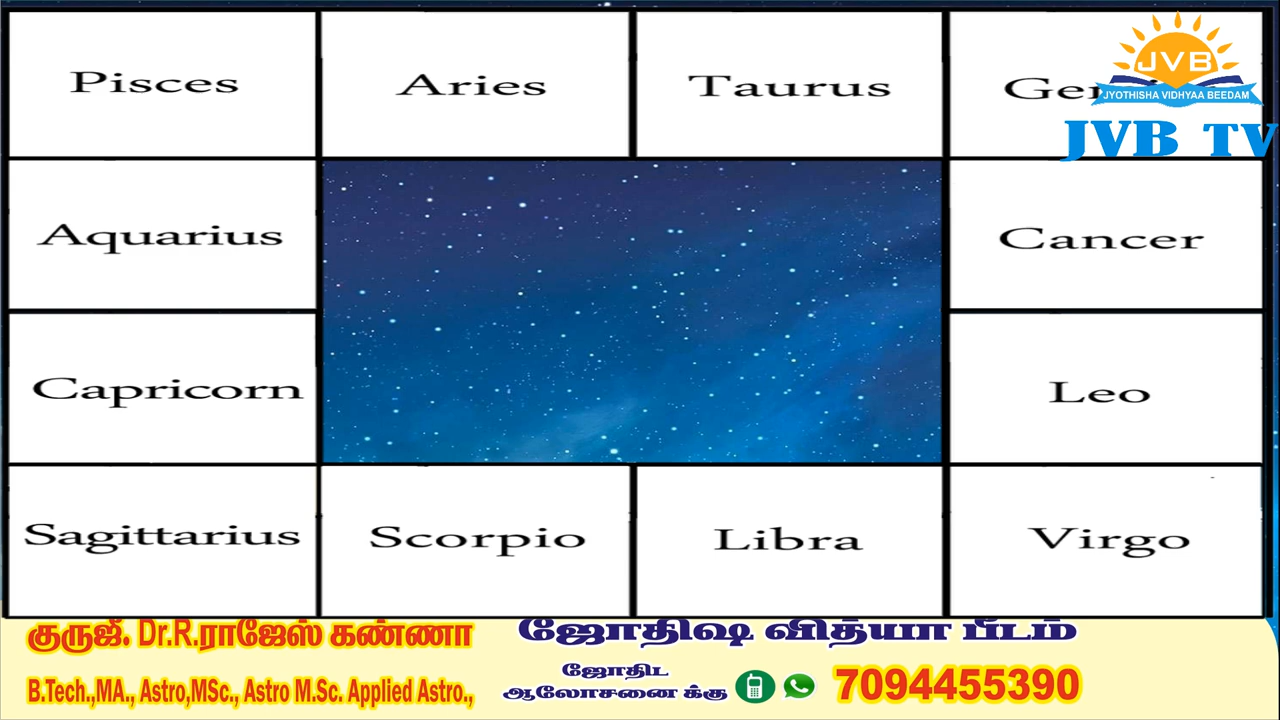 Pisces
Aries
Taurus
JVB
JYOTHISHA VIDHYAA BEEDAM
JVB TV
Aquarius
Cancer
Capricorn
Leo
Sagittarius
Scorpio
Libra
Virgo
குருஜி. Dr.R.ராஜேஸ் கண்ணா
B.Tech.,MA., Astro,MSc., Astro M.Sc. Applied Astro.,
ஜோதிஷ வித்யா பீடம்
ஜோதிட
ஆலோசனை க்கு
7094455390